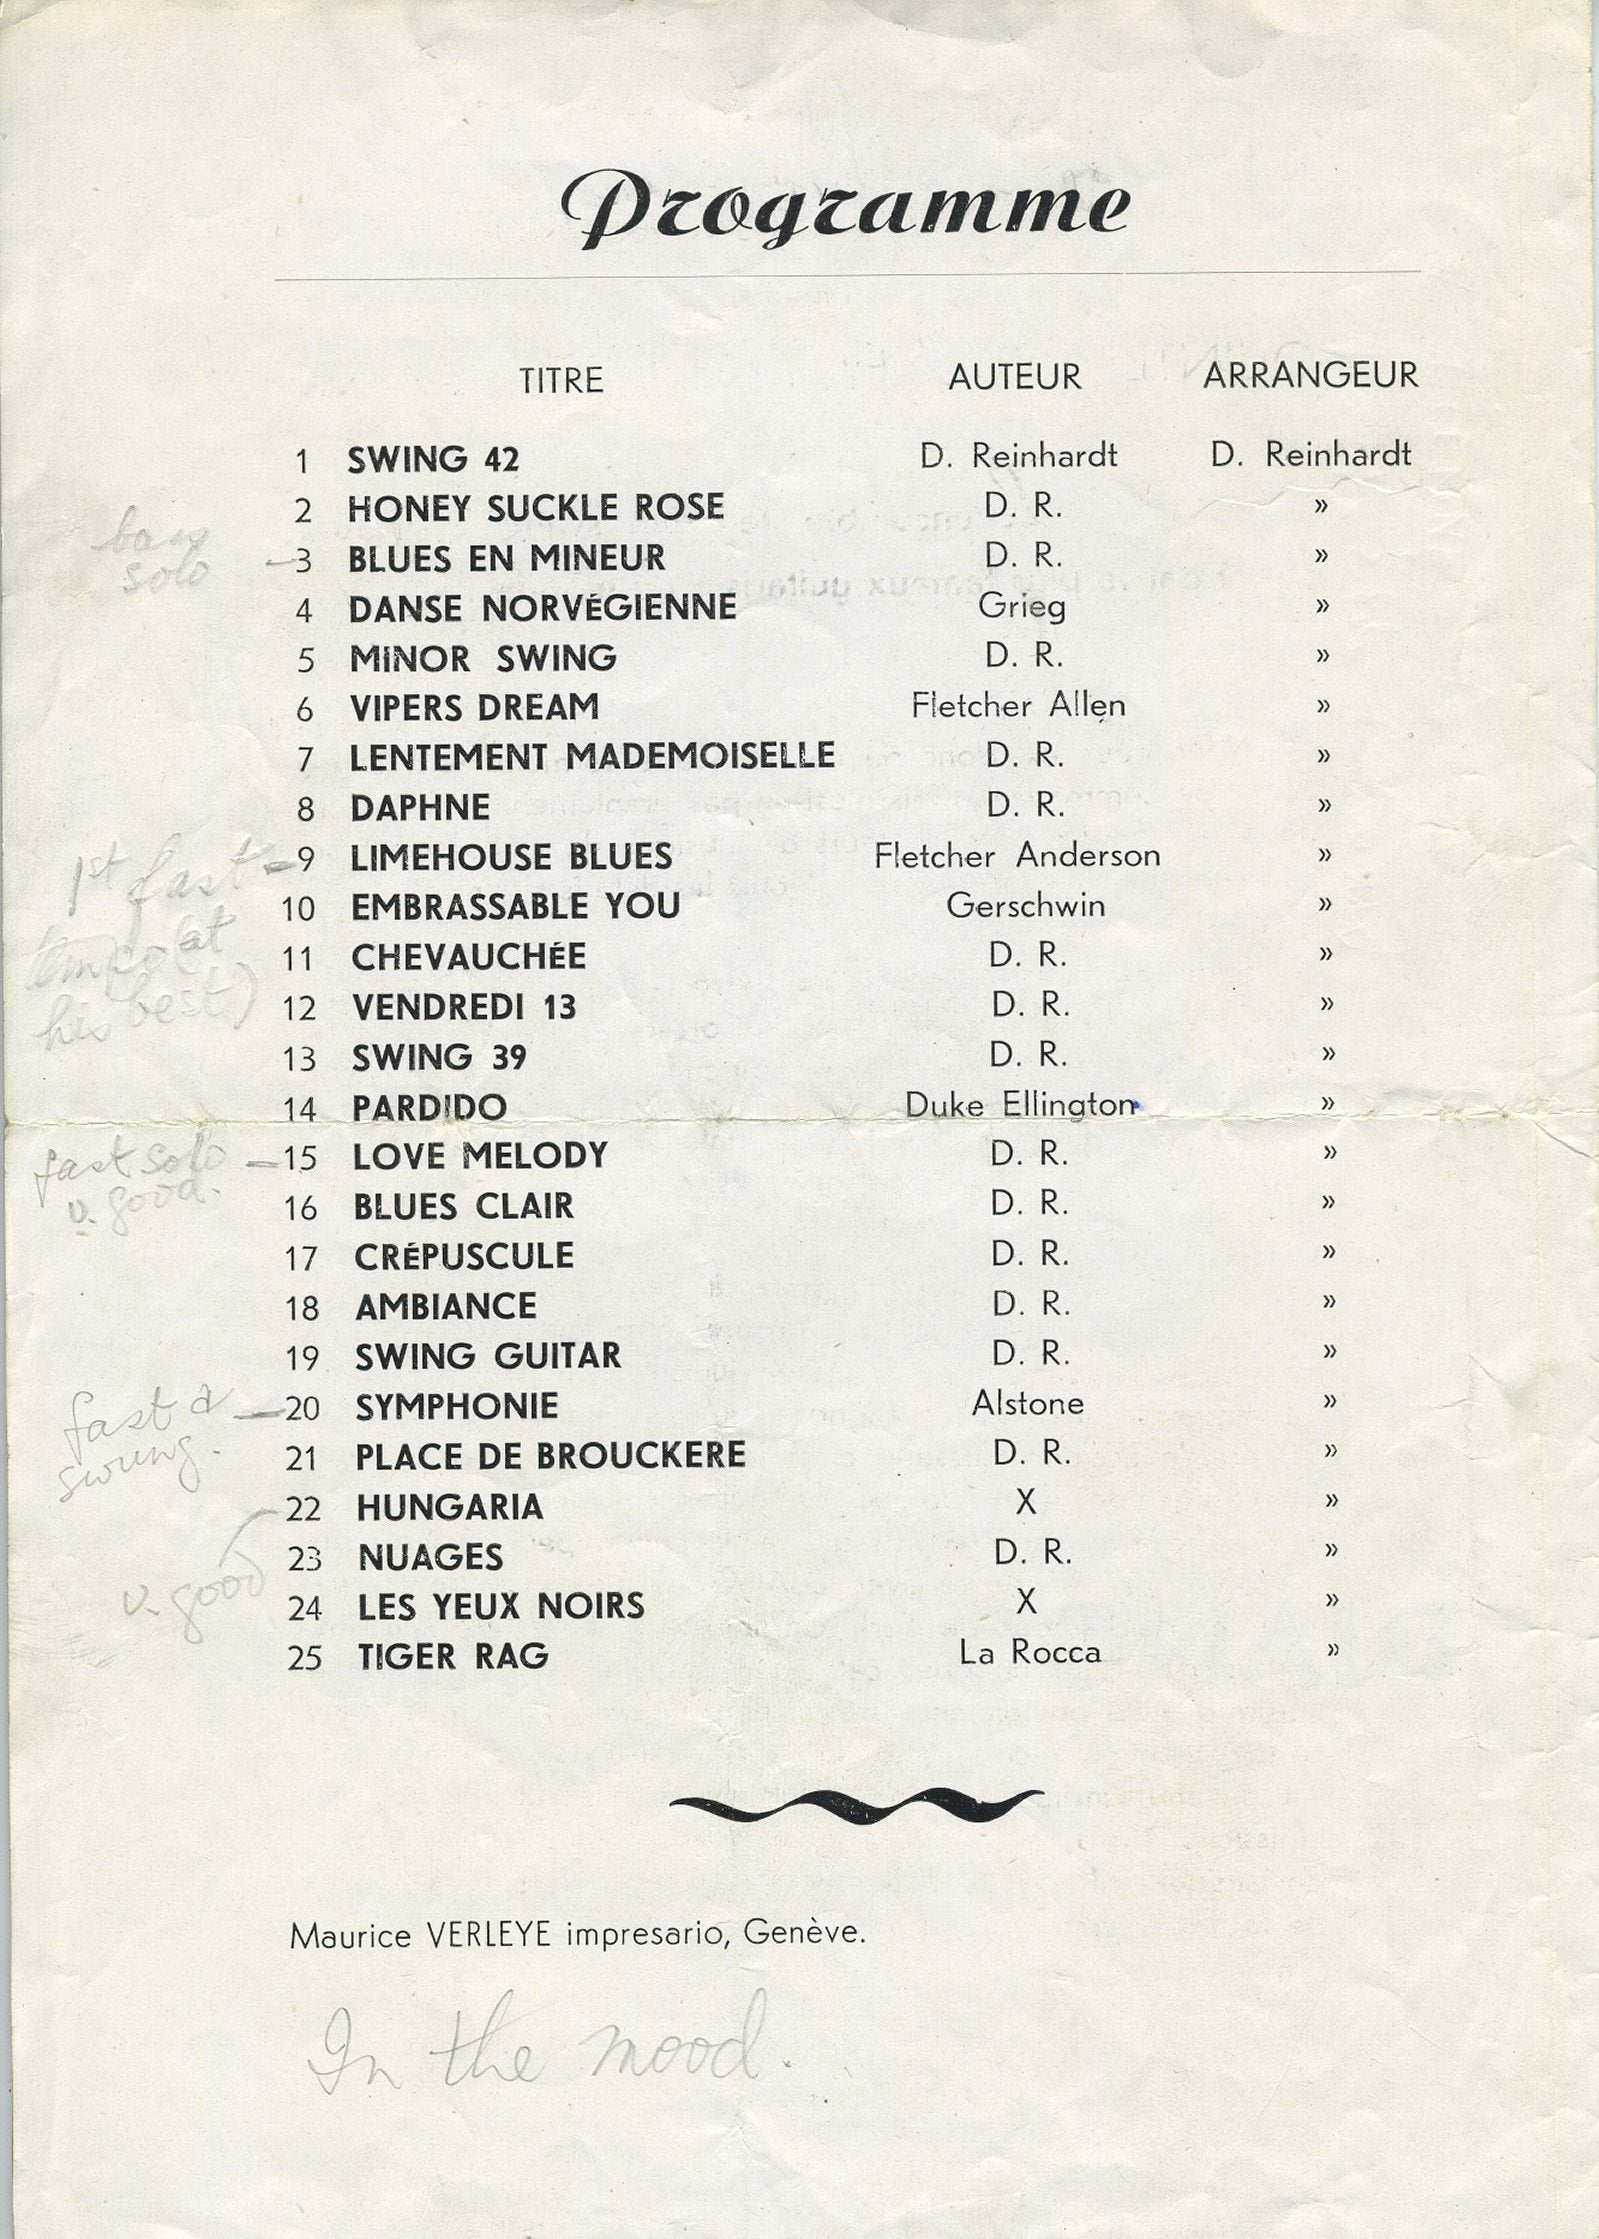 Programme
TITRE AUTEUR ARRANGEUR
1 SWING 42 D. Reinhardt D. Reinhardt
2 HONEY SUCKLE ROSE D. R. »
bass
solo
3 BLUES EN MINEUR D. R. »
4 DANSE NORVÉGIENNE Grieg »
5 MINOR SWING D. R. »
6 VIPERS DREAM Fletcher Allen »
7 LENTEMENT MADEMOISELLE D. R. »
8 DAPHNE D. R. »
1st fast
tempo (at
his best)
9 LIMEHOUSE BLUES Fletcher Anderson »
10 EMBRASSABLE YOU Gerschwin »
11 CHEVAUCHÉE D. R. »
12 VENDREDI 13 D. R. »
13 SWING 39 D. R. »
14 PARDIDO Duke Ellington »
fast solo
v. good.
15 LOVE MELODY D. R. »
16 BLUES CLAIR D. R. »
17 CRÉPUSCULE D. R. »
18 AMBIANCE D. R. »
19 SWING GUITAR D. R. »
fast &
swung.
20 SYMPHONIE Alstone »
21 PLACE DE BROUCKERE D. R. »
v. good
22 HUNGARIA X »
23 NUAGES D. R. »
24 LES YEUX NOIRS X »
25 TIGER RAG La Rocca »
Maurice VERLEYE impresario, Genève.
In the mood.